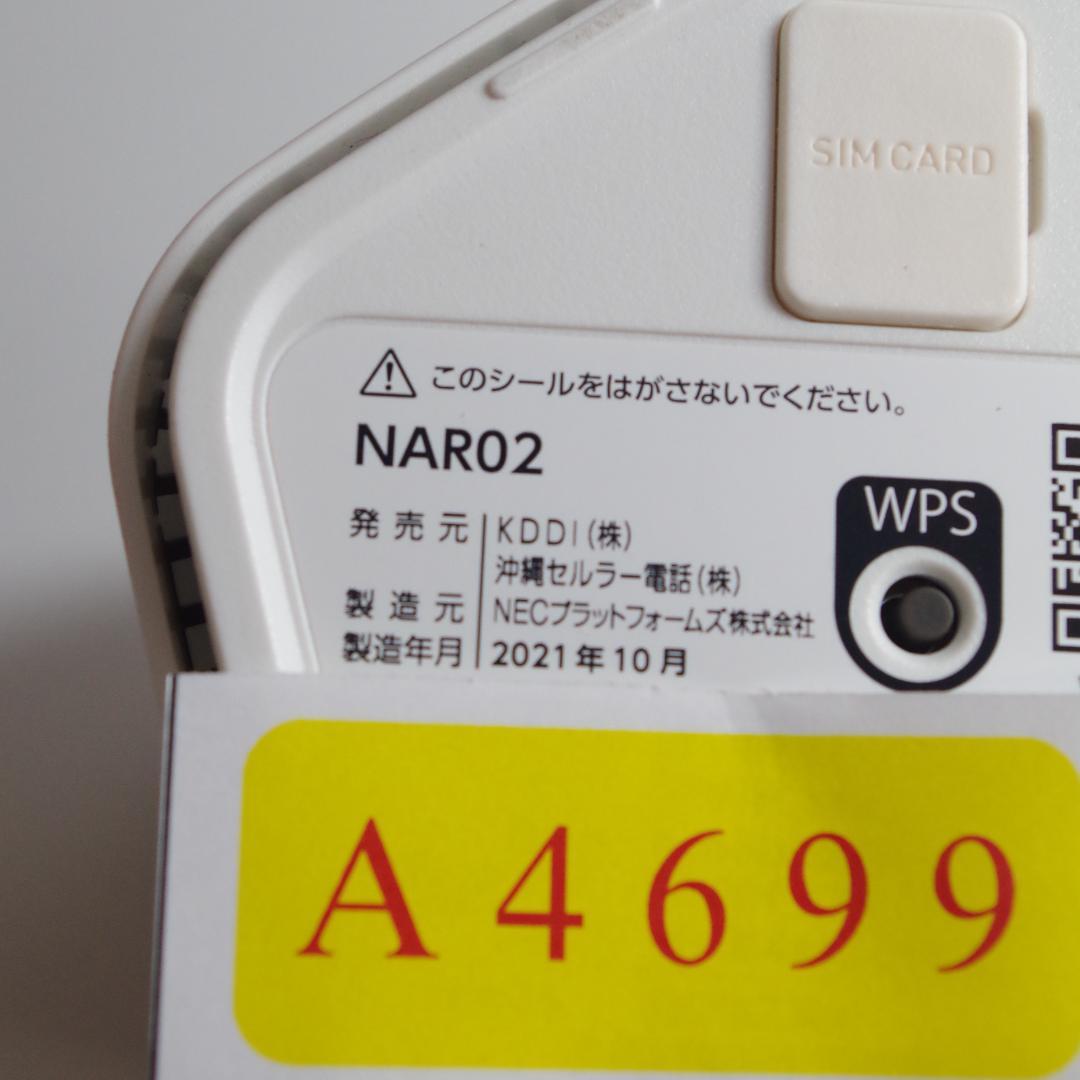 SIM CARD
このシールをはがさないでください。
NAR02
発売元 KDDI(株)
沖縄セルラー電話(株)
製造元 NECプラットフォームズ株式会社
製造年月 2021年10月
WPS
A4699